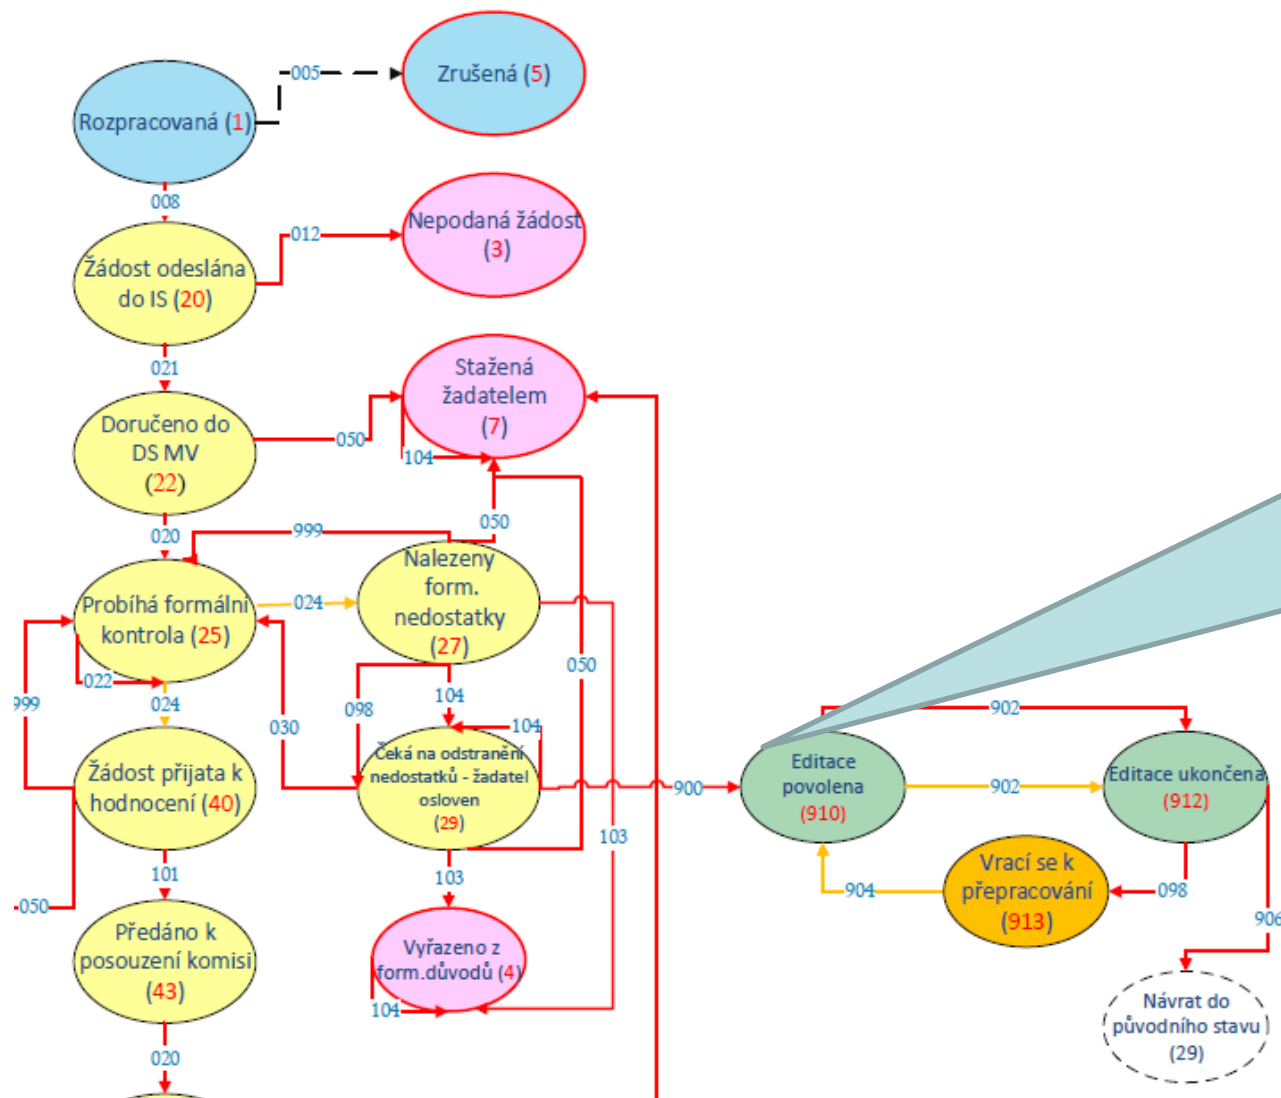 Rozpracovaná (1)
005
Zrušená (5)
008
Žádost odeslána
do IS (20)
012
Nepodaná žádost
(3)
021
Doručeno do
DS MV
(22)
050
Stažená
žadatelem
(7)
104
020
999
050
Probíhá formálni
kontrola (25)
024
Nalezeny
form.
nedostatky
(27)
050
022
024
999
030
098
104
104
Žádost přijata k
hodnocení (40)
Čeká na odstranění
nedostatků - žadatel
osloven
(29)
900
103
050
101
103
Předáno k
posouzení komisi
(43)
Vyřazeno z
form.důvodů (4)
104
020
902
Editace
povolena
(910)
902
Editace ukončena
(912)
Vrací se k
přepracování
(913)
904
098
906
Návrat do
původního stavu
(29)